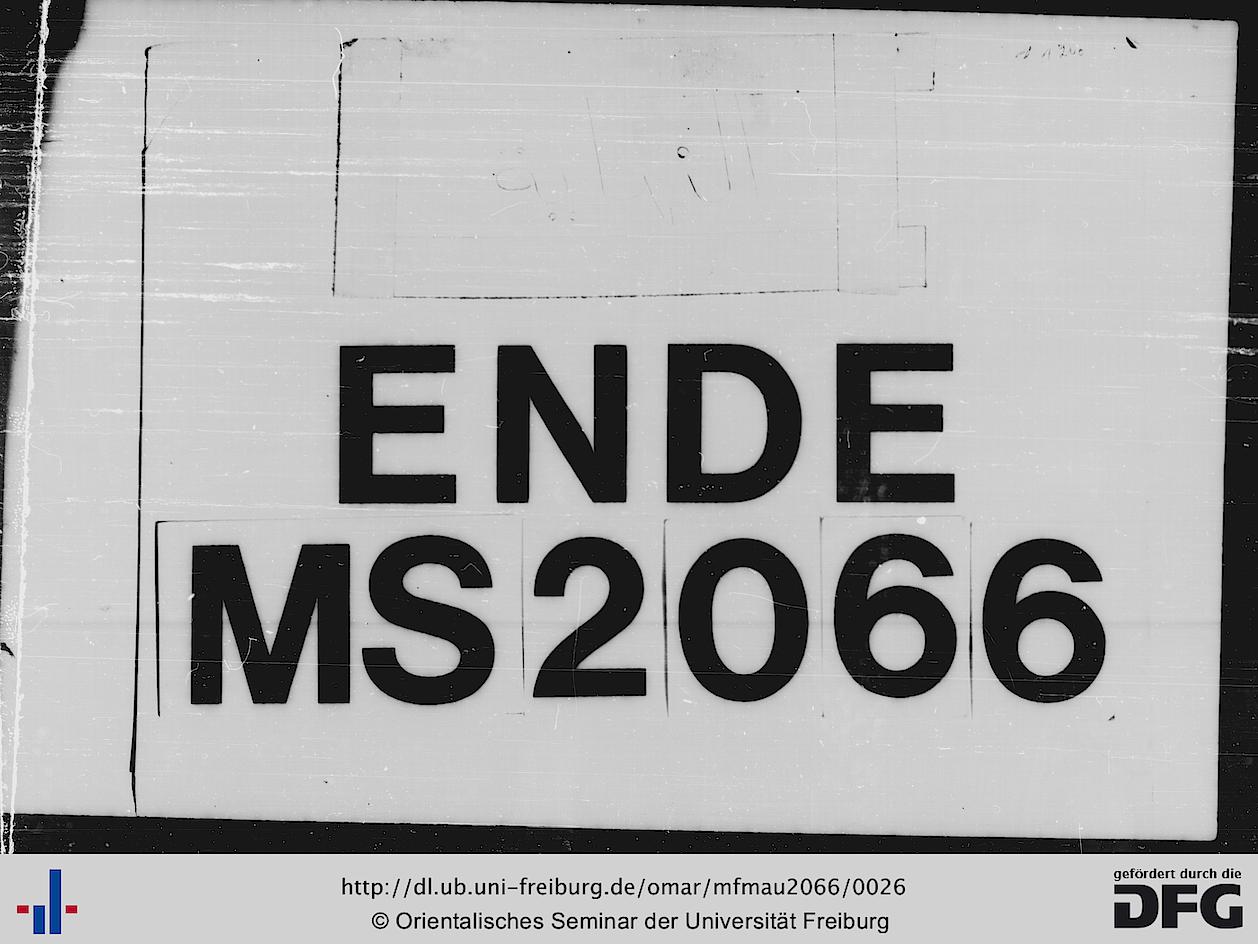 ENDE
MS2066
http://dl.ub.uni-freiburg.de/omar/mfmau2066/0026
© Orientalisches Seminar der Universität Freiburg
gefördert durch die
DFG